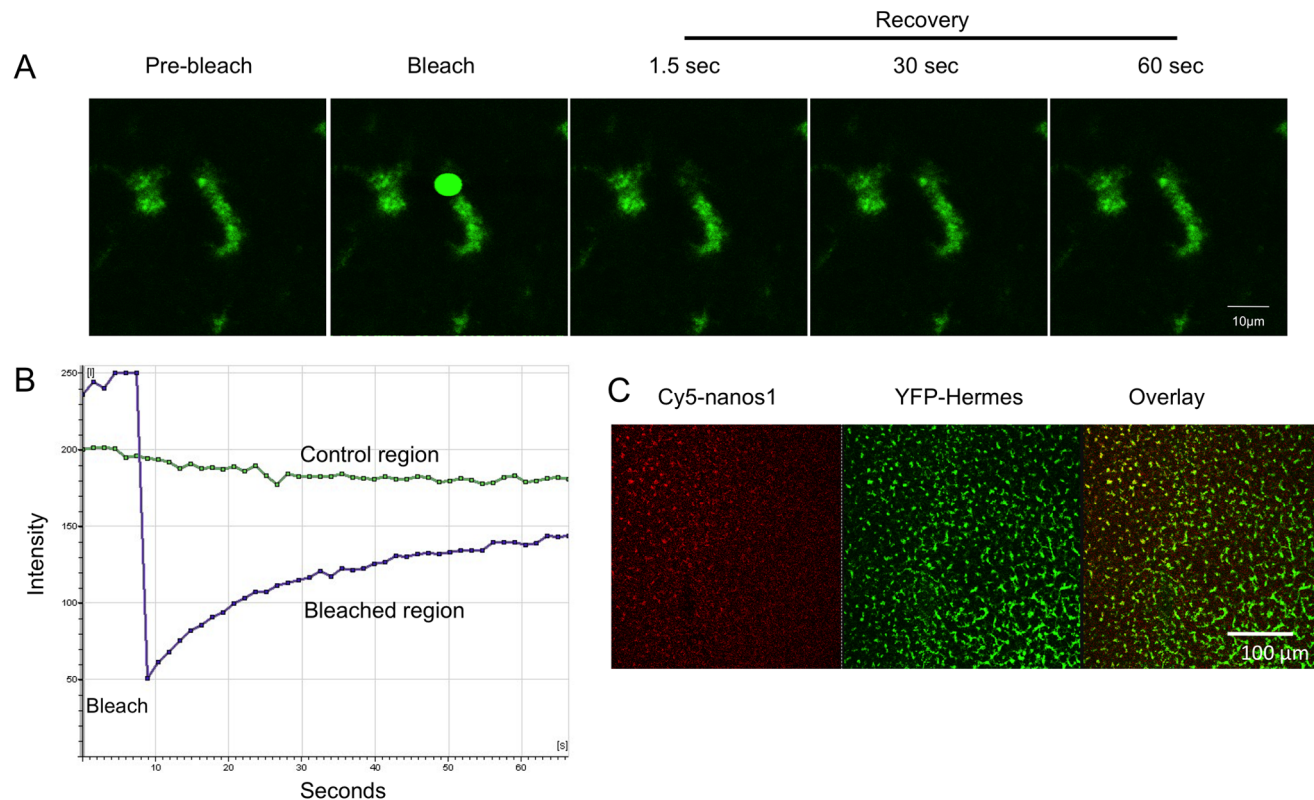 Recovery
A
Pre-bleach
Bleach
1.5 sec
30 sec
60 sec
10µm
B
[I]
250
200
150
100
50
Intensity
Control region
Bleached region
Bleach
[s]
10
20
30
40
50
60
Seconds
C
Cy5-nanos1
YFP-Hermes
Overlay
100 µm